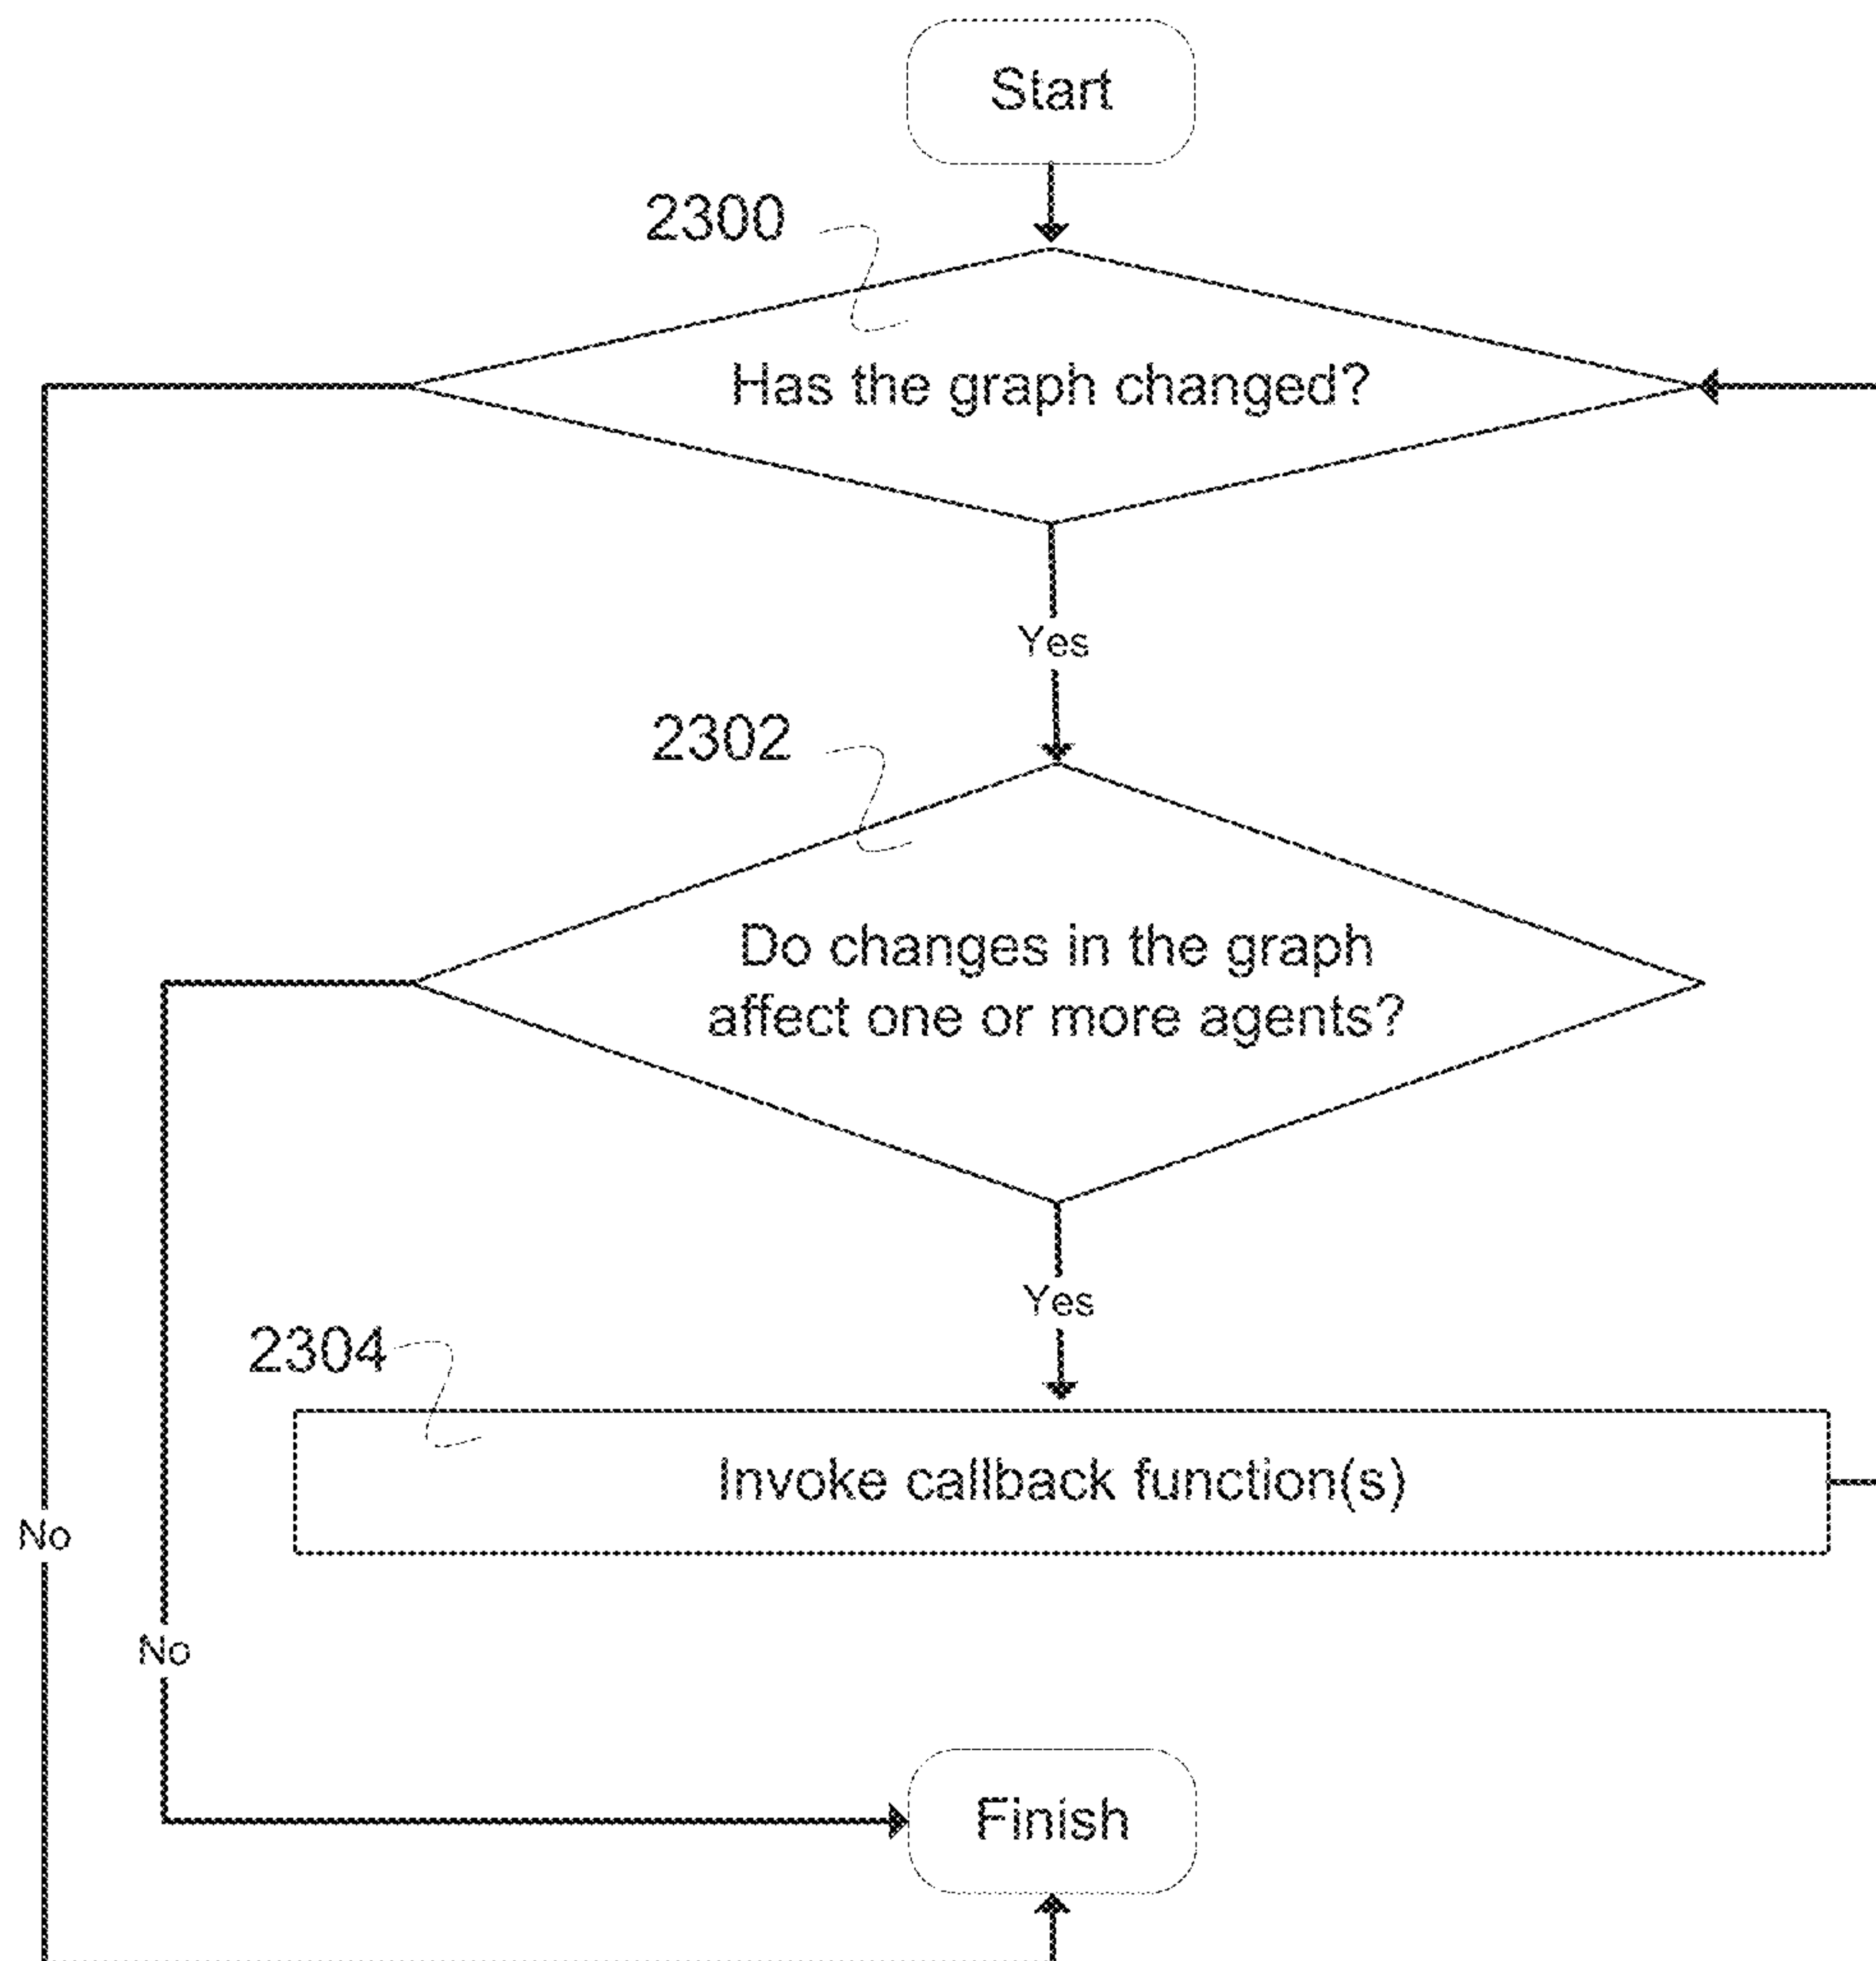 Start
2300
Has the graph changed?
Yes
2302
Do changes in the graph
affect one or more agents?
Yes
2304
Invoke callback function(s)
No
No
Finish